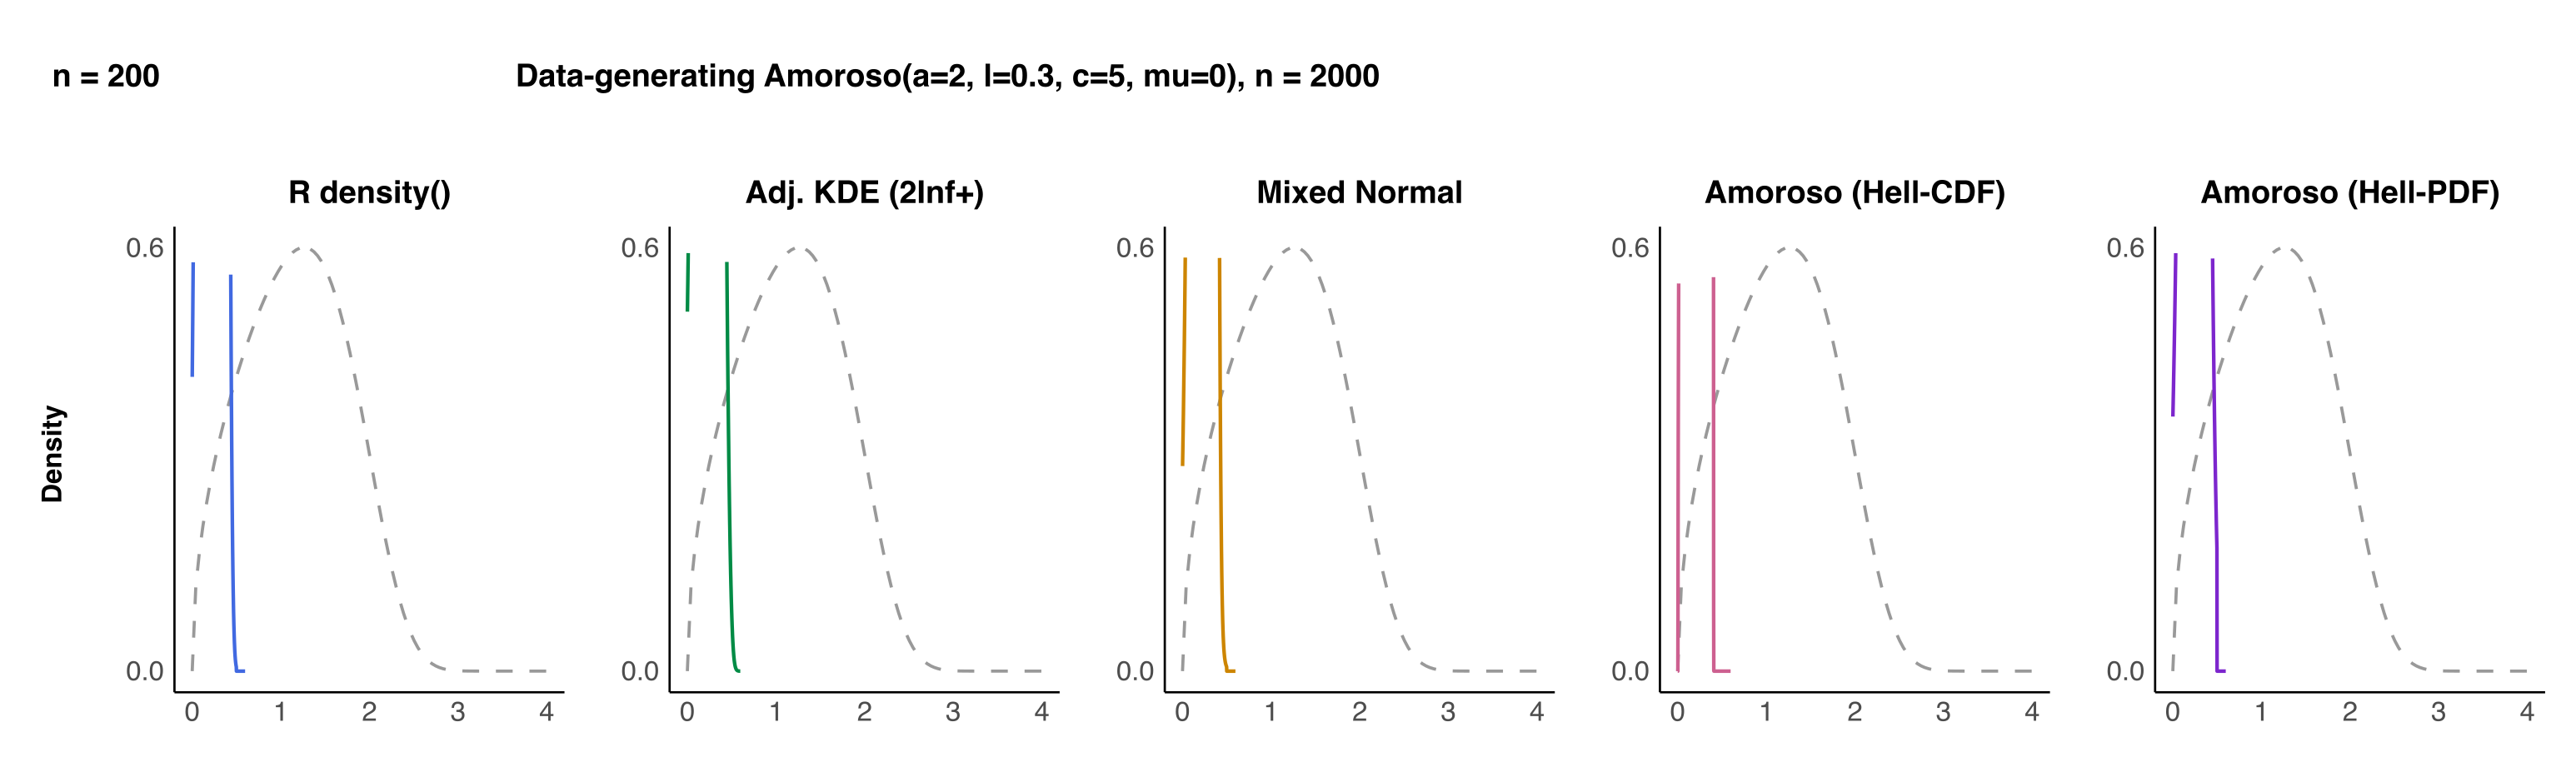 n = 200
Data-generating Amoroso(a=2, l=0.3, c=5, mu=0), n = 2000
R density()
Adj. KDE (2Inf+)
Mixed Normal
Amoroso (Hell-CDF)
Amoroso (Hell-PDF)
Density
0.6
0.0
0 1 2 3 4
0.6
0.0
0 1 2 3 4
0.6
0.0
0 1 2 3 4
0.6
0.0
0 1 2 3 4
0.6
0.0
0 1 2 3 4